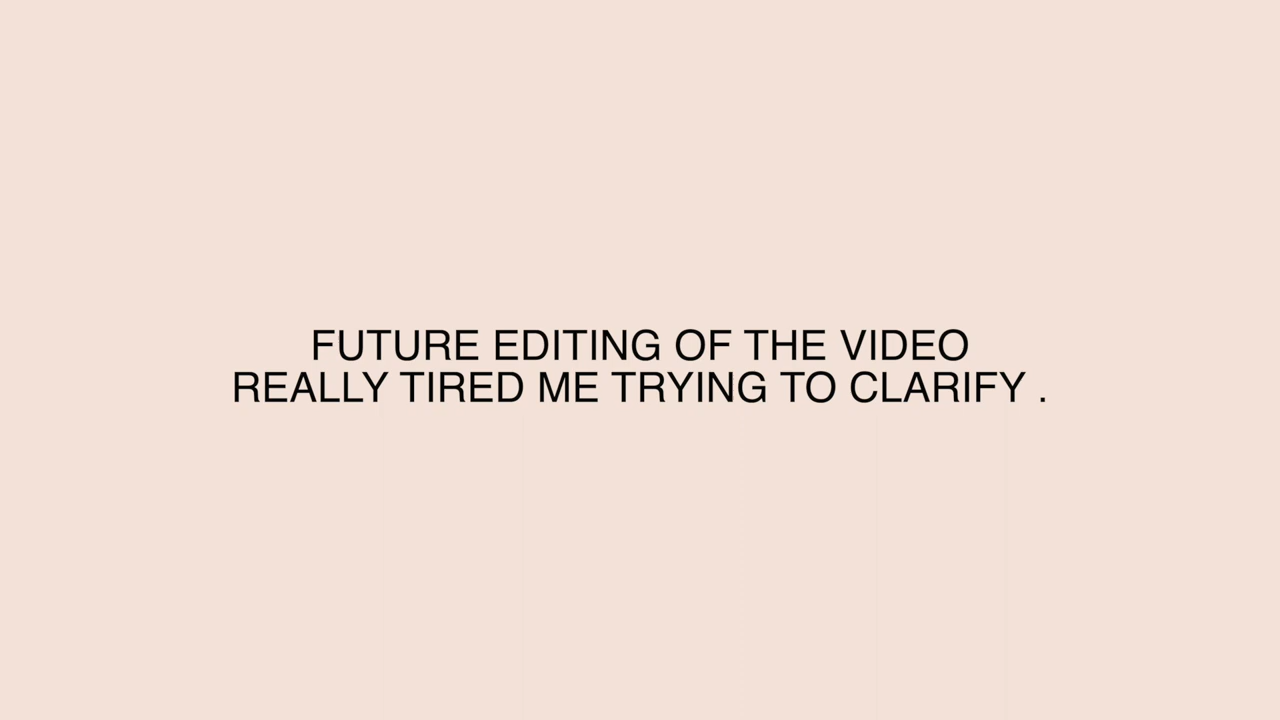 FUTURE EDITING OF THE VIDEO
REALLY TIRED ME TRYING TO CLARIFY .